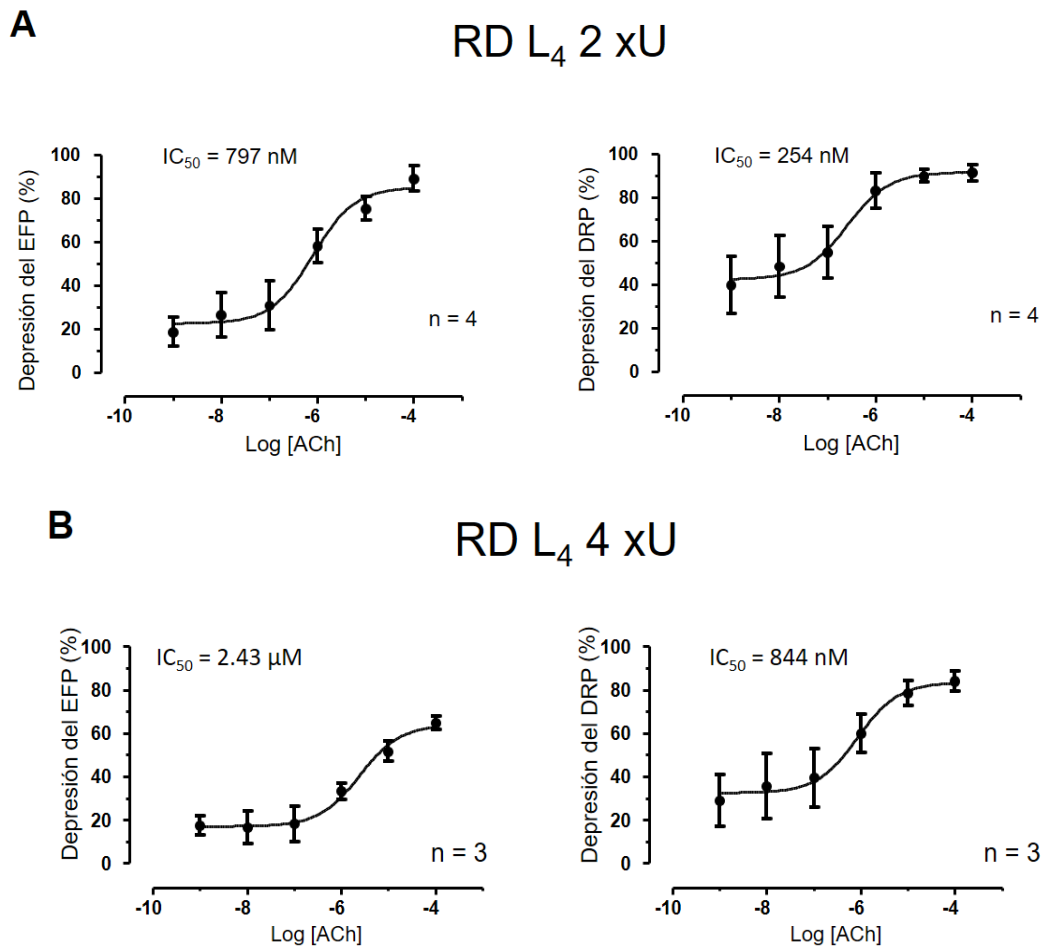 A
RD L₄ 2 xU
Depresión del EFP (%)
100
80
60
40
20
0
IC₅₀ = 797 nM
n = 4
-10
-8
-6
-4
Log [ACh]
Depresión del DRP (%)
100
80
60
40
20
0
IC₅₀ = 254 nM
n = 4
-10
-8
-6
-4
Log [ACh]
B
RD L₄ 4 xU
Depresión del EFP (%)
100
80
60
40
20
0
IC₅₀ = 2.43 µM
n = 3
-10
-8
-6
-4
Log [ACh]
Depresión del DRP (%)
100
80
60
40
20
0
IC₅₀ = 844 nM
n = 3
-10
-8
-6
-4
Log [ACh]